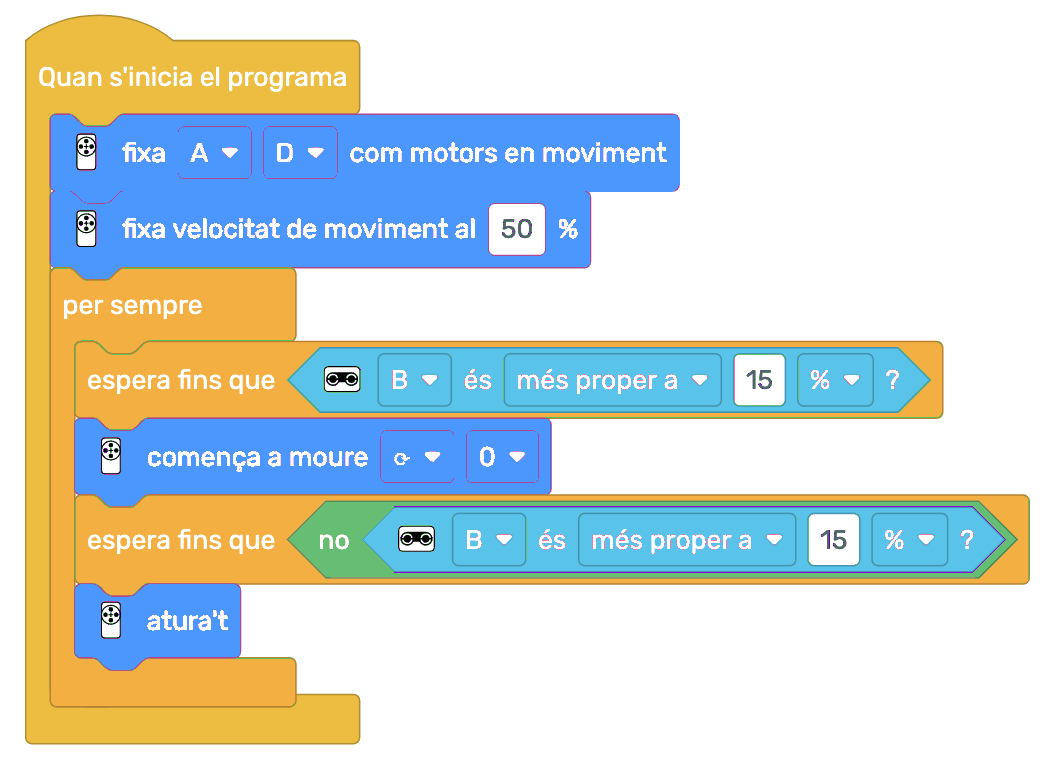 Quan s'inicia el programa
fixa A D com motors en moviment
fixa velocitat de moviment al 50 %
per sempre
espera fins que B és més proper a 15 % ?
comença a moure ⟳ 0
espera fins que no B és més proper a 15 % ?
atura't